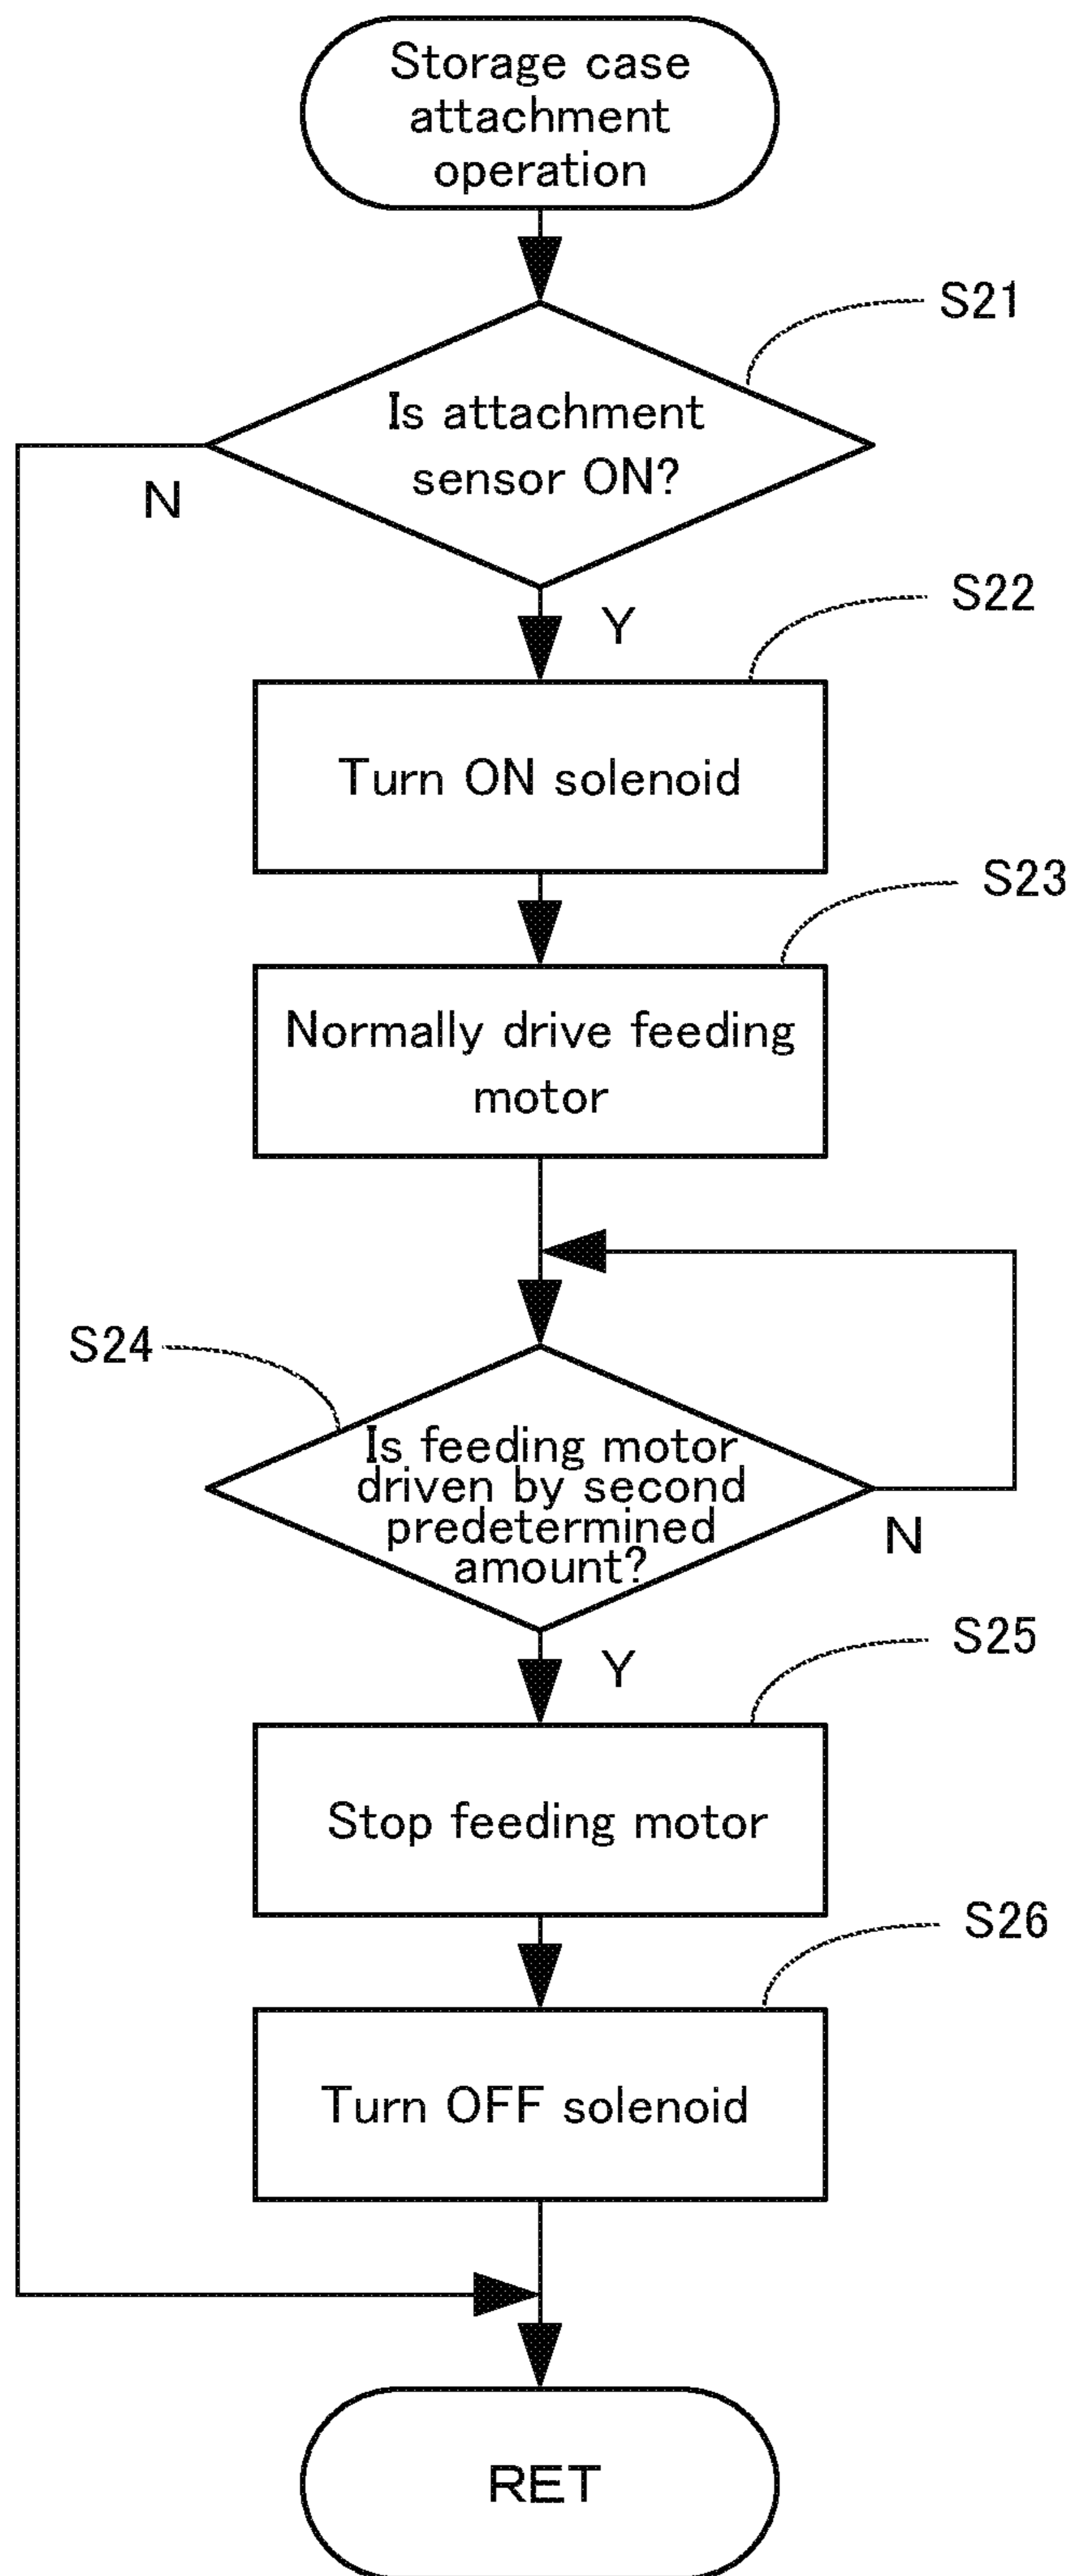 Storage case
attachment
operation
S21
Is attachment
sensor ON?
N
S22
Y
Turn ON solenoid
S23
Normally drive feeding
motor
S24
Is feeding motor
driven by second
predetermined
amount?
N
S25
Y
Stop feeding motor
S26
Turn OFF solenoid
RET